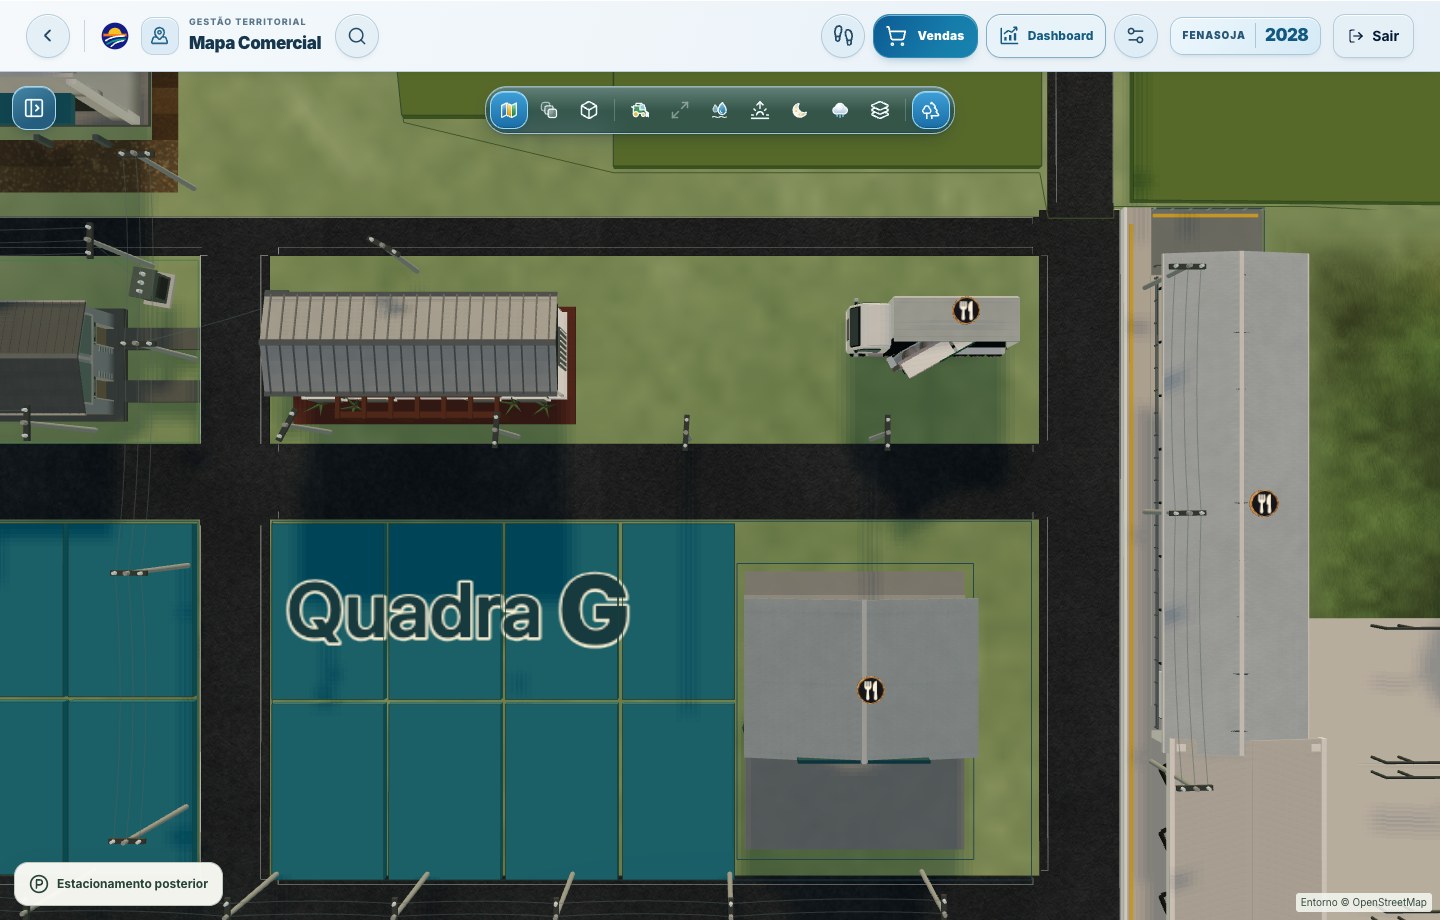 GESTÃO TERRITORIAL
Mapa Comercial
Vendas
Dashboard
FENASOJA 2028
Sair
Quadra G
Estacionamento posterior
Entorno © OpenStreetMap